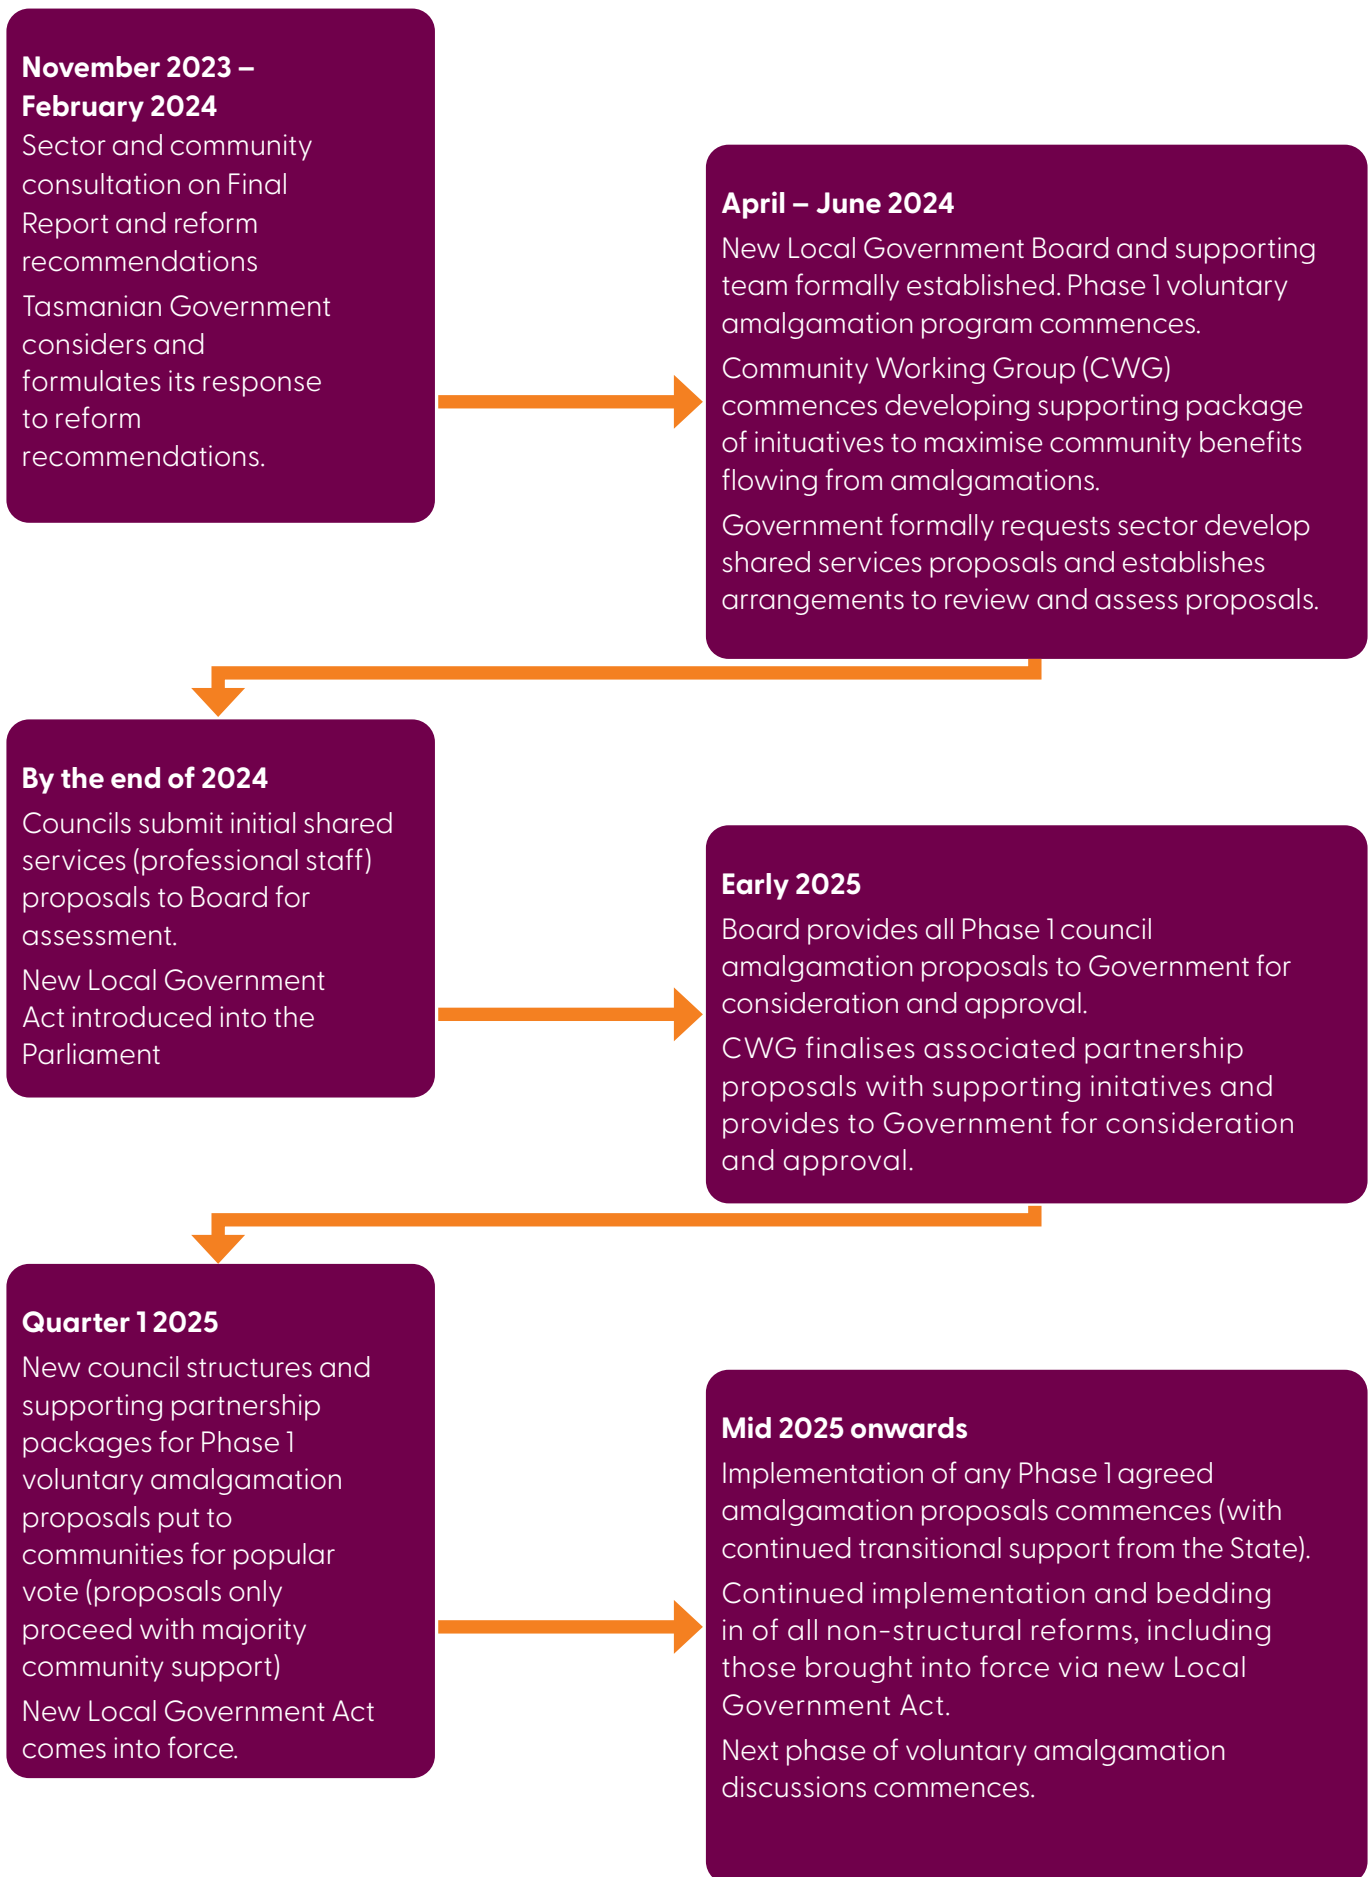 November 2023 –
February 2024
Sector and community
consultation on Final
Report and reform
recommendations
Tasmanian Government
considers and
formulates its response
to reform
recommendations.
April – June 2024
New Local Government Board and supporting
team formally established. Phase 1 voluntary
amalgamation program commences.
Community Working Group (CWG)
commences developing supporting package
of inituatives to maximise community benefits
flowing from amalgamations.
Government formally requests sector develop
shared services proposals and establishes
arrangements to review and assess proposals.
By the end of 2024
Councils submit initial shared
services (professional staff)
proposals to Board for
assessment.
New Local Government
Act introduced into the
Parliament
Early 2025
Board provides all Phase 1 council
amalgamation proposals to Government for
consideration and approval.
CWG finalises associated partnership
proposals with supporting initatives and
provides to Government for consideration
and approval.
Quarter 1 2025
New council structures and
supporting partnership
packages for Phase 1
voluntary amalgamation
proposals put to
communities for popular
vote (proposals only
proceed with majority
community support)
New Local Government Act
comes into force.
Mid 2025 onwards
Implementation of any Phase 1 agreed
amalgamation proposals commences (with
continued transitional support from the State).
Continued implementation and bedding
in of all non-structural reforms, including
those brought into force via new Local
Government Act.
Next phase of voluntary amalgamation
discussions commences.